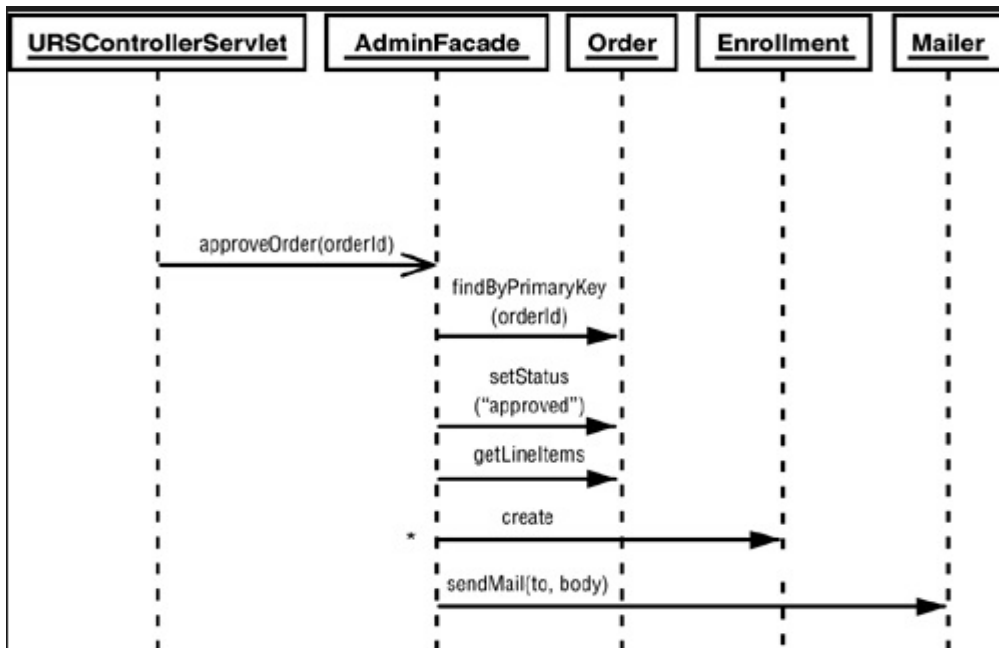 URSControllerServlet
AdminFacade
Order
Enrollment
Mailer
approveOrder(orderId)
findByPrimaryKey
(orderId)
setStatus
(“approved”)
getLineItems
create
*
sendMail(to, body)